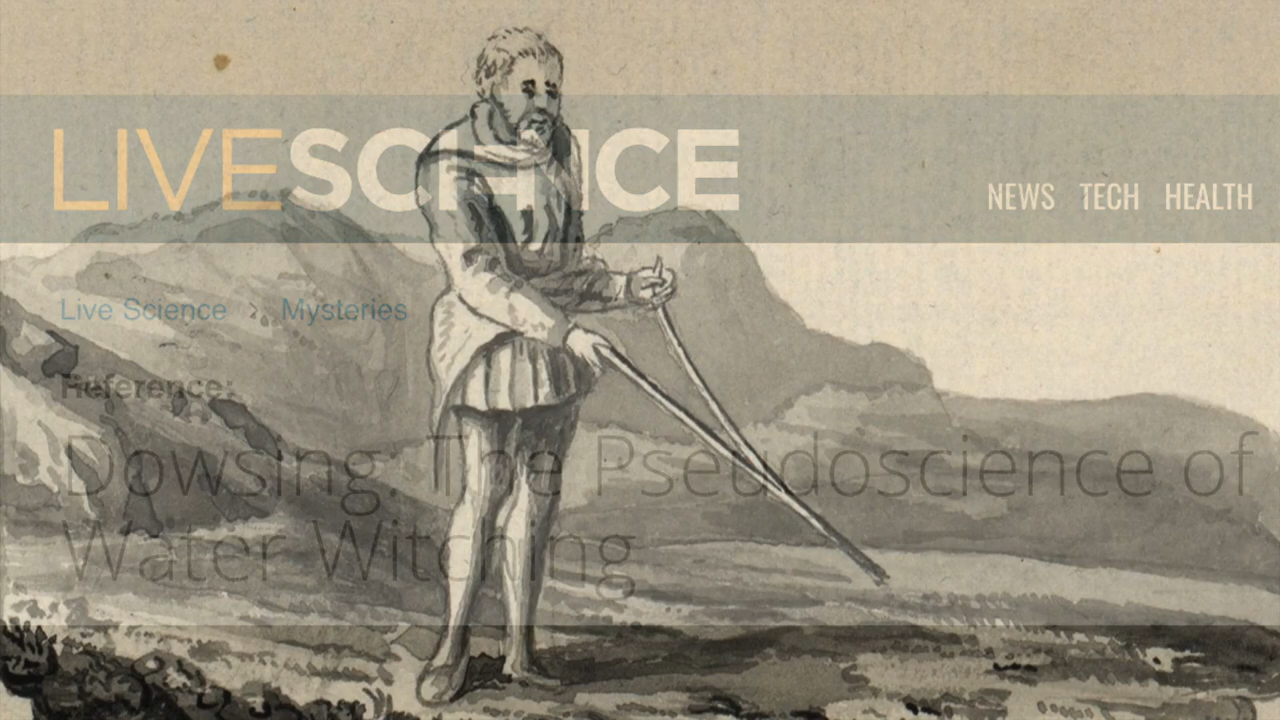 LIVESCIENCE
NEWS TECH HEALTH
Live Science › Mysteries
Reference:
Dowsing: The Pseudoscience of
Water Witching